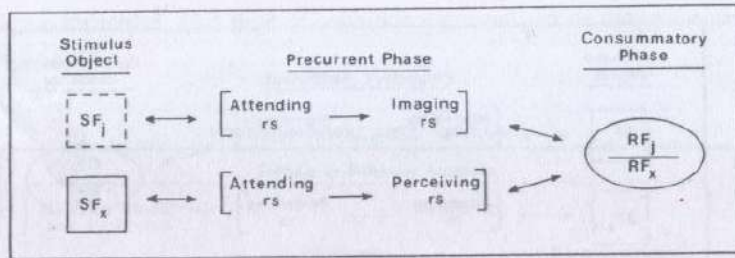 Stimulus Object
Precurrent Phase
Consummatory Phase
SFj
Attending rs
Imaging rs
RFj
RFx
SFx
Attending rs
Perceiving rs